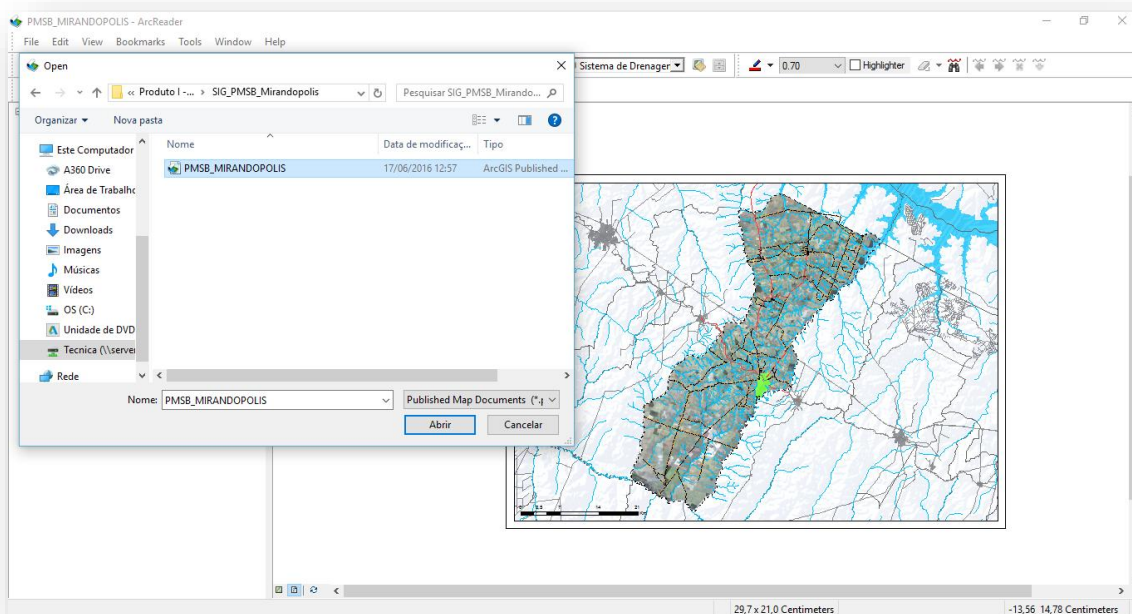 PMSB_MIRANDOPOLIS - ArcReader
File Edit View Bookmarks Tools Window Help
Open
Sistema de Drenager
0.70
Highlighter
« Produto I -... > SIG_PMSB_Mirandopolis
Pesquisar SIG_PMSB_Mirando...
Organizar
Nova pasta
Nome
Data de modificaç...
Tipo
Este Computador
A360 Drive
Área de Trabalho
Documentos
Downloads
Imagens
Músicas
Vídeos
OS (C:)
Unidade de DVD
Tecnica (\\server
Rede
PMSB_MIRANDOPOLIS
17/06/2016 12:57
ArcGIS Published ...
Nome: PMSB_MIRANDOPOLIS
Published Map Documents (*.p
Abrir
Cancelar
14 21
29,7 x 21,0 Centimeters
-13,56 14,78 Centimeters